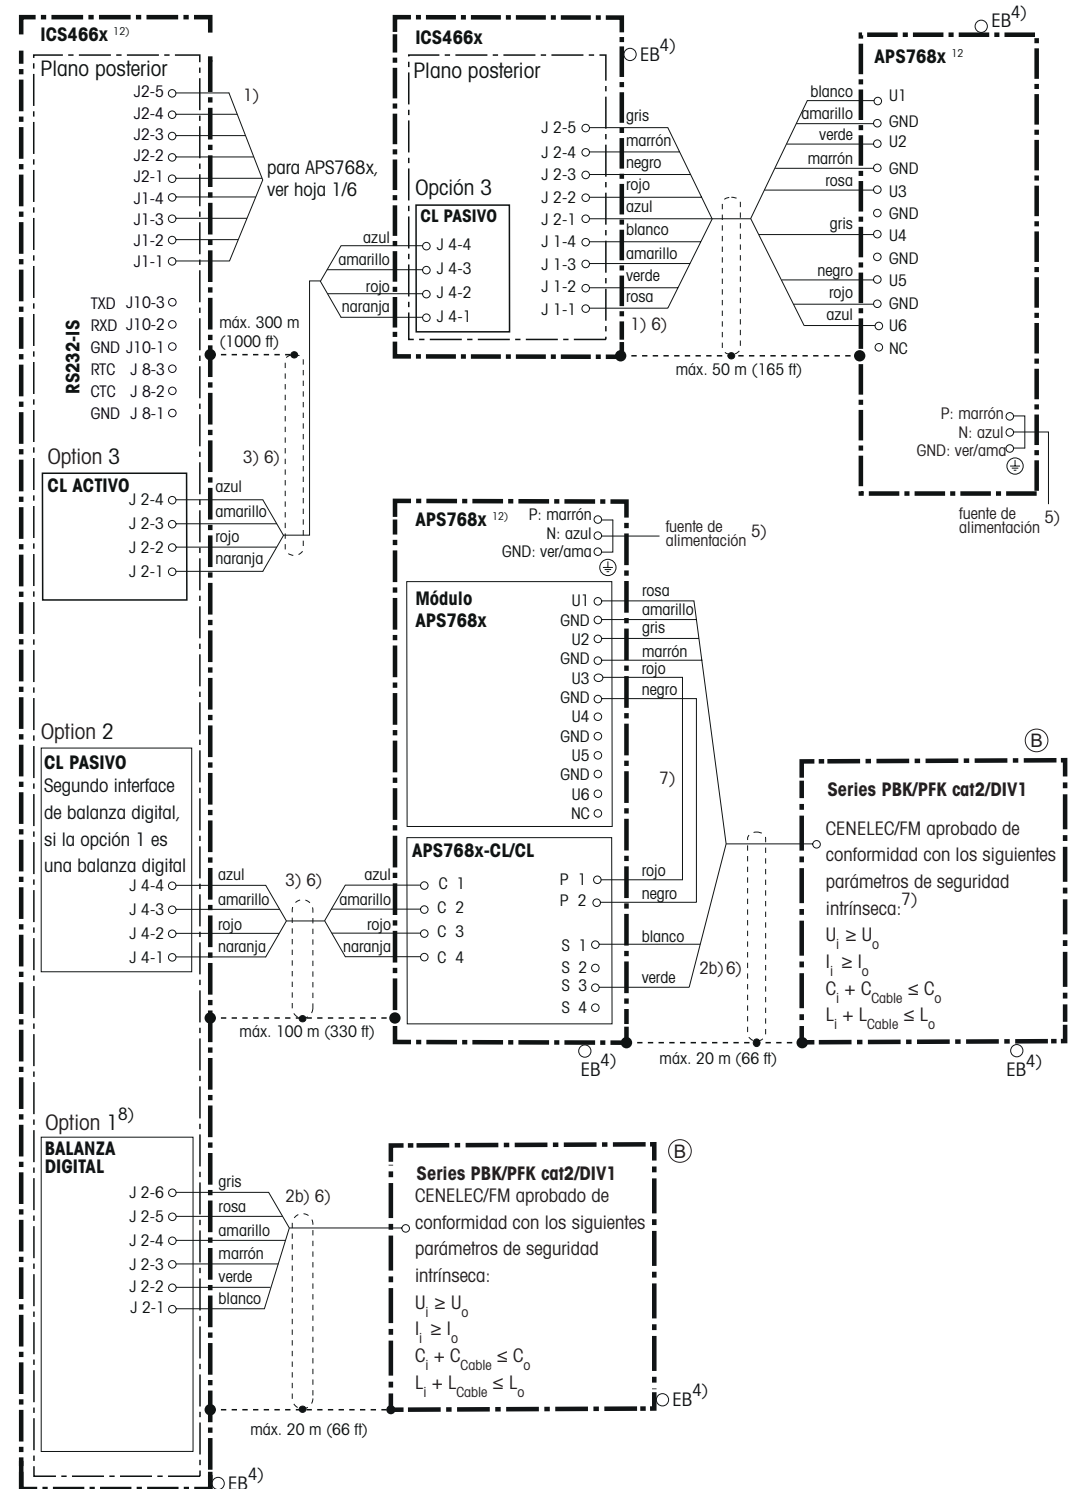 ICS466x 12)
Plano posterior
J2-5
J2-4
J2-3
J2-2
J2-1
J1-4
J1-3
J1-2
J1-1
1)
para APS768x,
ver hoja 1/6
RS232-IS
TXD J10-3
RXD J10-2
GND J10-1
RTC J 8-3
CTC J 8-2
GND J 8-1
máx. 300 m
(1000 ft)
Option 3
CL ACTIVO
J 2-4
J 2-3
J 2-2
J 2-1
azul
amarillo
rojo
naranja
3) 6)
ICS466x
EB4)
Plano posterior
Opción 3
CL PASIVO
J 4-4
J 4-3
J 4-2
J 4-1
azul
amarillo
rojo
naranja
J 2-5
J 2-4
J 2-3
J 2-2
J 2-1
J 1-4
J 1-3
J 1-2
J 1-1
gris
marrón
negro
rojo
azul
blanco
amarillo
verde
rosa
1) 6)
máx. 50 m (165 ft)
EB4)
APS768x 12
blanco
amarillo
verde
marrón
rosa
gris
negro
rojo
azul
U1
GND
U2
GND
U3
GND
U4
GND
U5
GND
U6
NC
P: marrón
N: azul
GND: ver/ama
fuente de
alimentación 5)
APS768x 12)
P: marrón
N: azul
GND: ver/ama
fuente de
alimentación 5)
Módulo
APS768x
U1
GND
U2
GND
U3
GND
U4
GND
U5
GND
U6
NC
rosa
amarillo
gris
marrón
rojo
negro
7)
APS768x-CL/CL
C 1
C 2
C 3
C 4
P 1
P 2
S 1
S 2
S 3
S 4
rojo
negro
blanco
verde
2b) 6)
máx. 20 m (66 ft)
EB4)
B
Series PBK/PFK cat2/DIV1
CENELEC/FM aprobado de
conformidad con los siguientes
parámetros de seguridad
intrínseca:7)
Ui ≥ Uo
Ii ≥ Io
Ci + CCable ≤ Co
Li + LCable ≤ Lo
EB4)
Option 2
CL PASIVO
Segundo interface
de balanza digital,
si la opción 1 es
una balanza digital
J 4-4
J 4-3
J 4-2
J 4-1
azul
amarillo
rojo
naranja
3) 6)
azul
amarillo
rojo
naranja
máx. 100 m (330 ft)
Option 18)
BALANZA
DIGITAL
J 2-6
J 2-5
J 2-4
J 2-3
J 2-2
J 2-1
gris
rosa
amarillo
marrón
verde
blanco
2b) 6)
máx. 20 m (66 ft)
EB4)
B
Series PBK/PFK cat2/DIV1
CENELEC/FM aprobado de
conformidad con los siguientes
parámetros de seguridad
intrínseca:
Ui ≥ Uo
Ii ≥ Io
Ci + CCable ≤ Co
Li + LCable ≤ Lo
EB4)